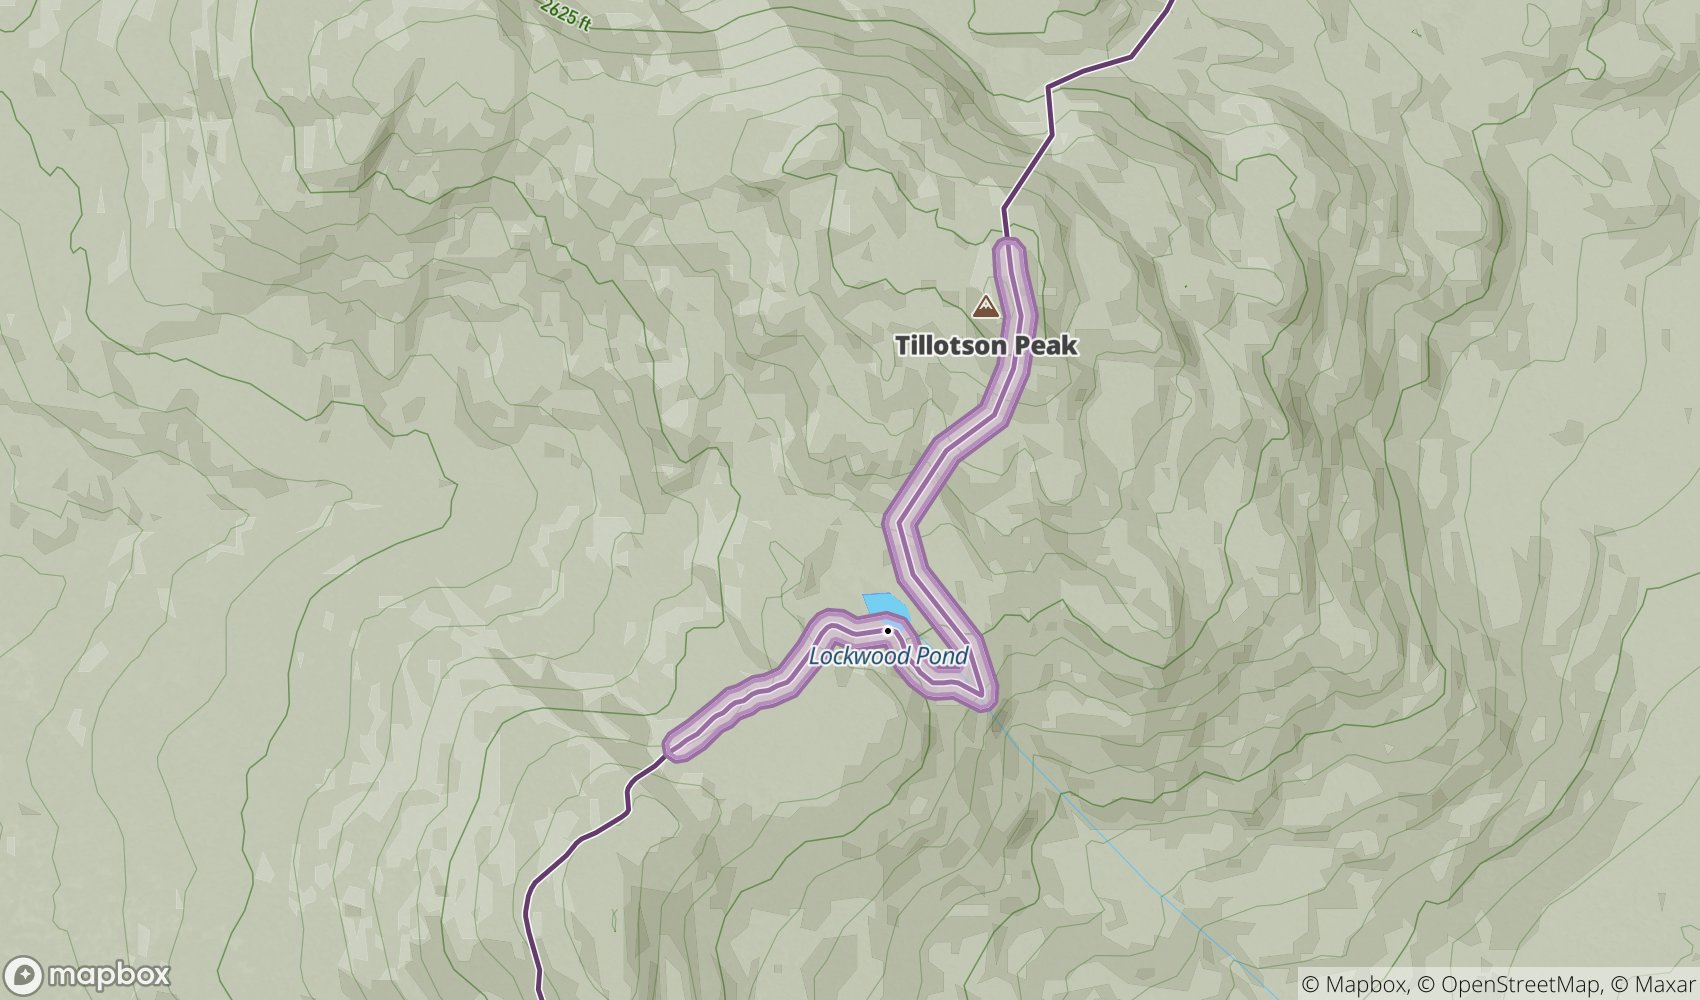 2625 ft
Tillotson Peak
Lockwood Pond
mapbox
© Mapbox, © OpenStreetMap, © Maxar